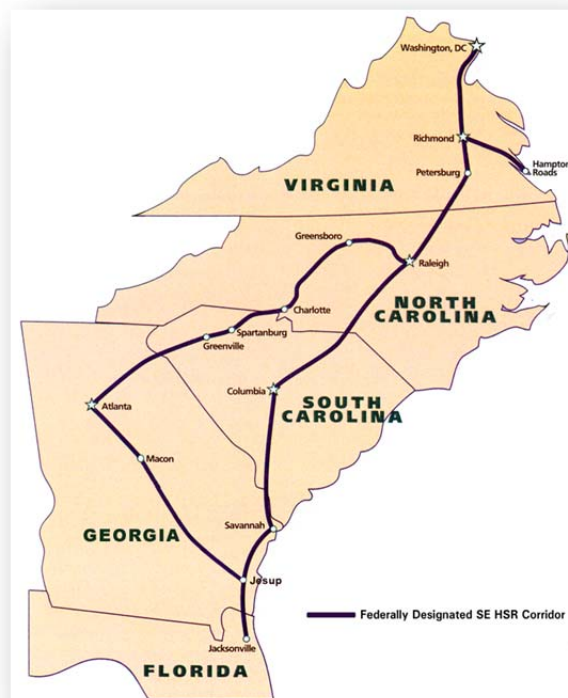 Washington, DC
Richmond
Hampton
Roads
Petersburg
VIRGINIA
Greensboro
Raleigh
NORTH
CAROLINA
Charlotte
Spartanburg
Greenville
Columbia
SOUTH
CAROLINA
Atlanta
Macon
Savannah
GEORGIA
Jesup
Federally Designated SE HSR Corridor
Jacksonville
FLORIDA